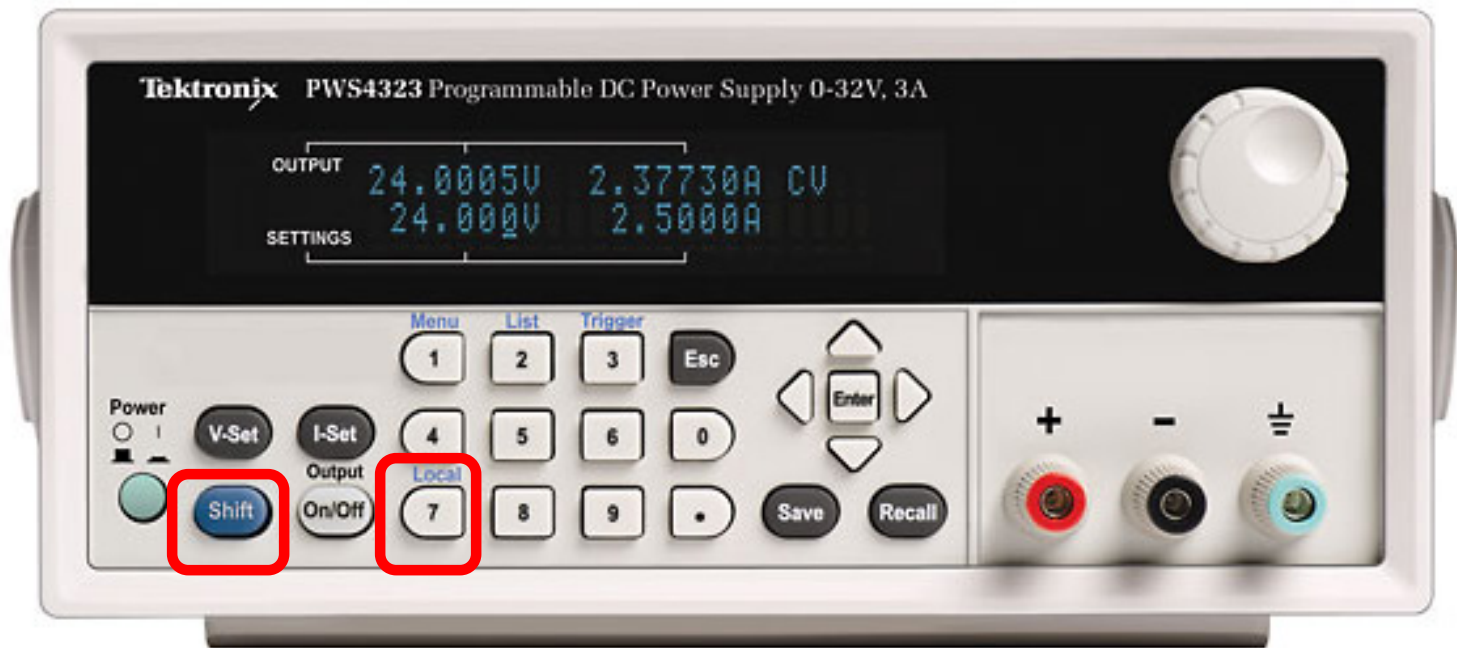 Tektronix PWS4323 Programmable DC Power Supply 0-32V, 3A
OUTPUT 24.0005V 2.37730A CV
SETTINGS 24.000V 2.5000A
Menu List Trigger
1 2 3 Esc
Enter
Power
V-Set I-Set 4 5 6 0
Output Local
Shift On/Off 7 8 9 . Save Recall
+ -